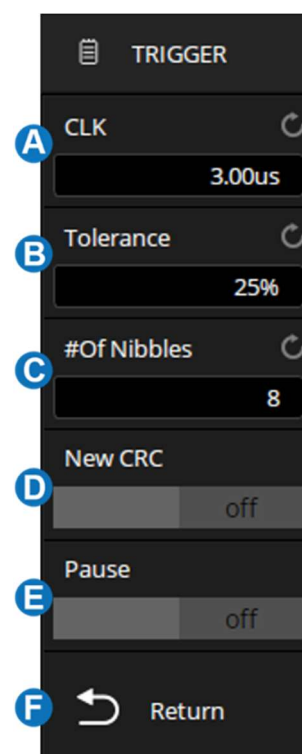 TRIGGER
A
CLK
3.00us
B
Tolerance
25%
C
#Of Nibbles
8
D
New CRC
off
E
Pause
off
F
Return